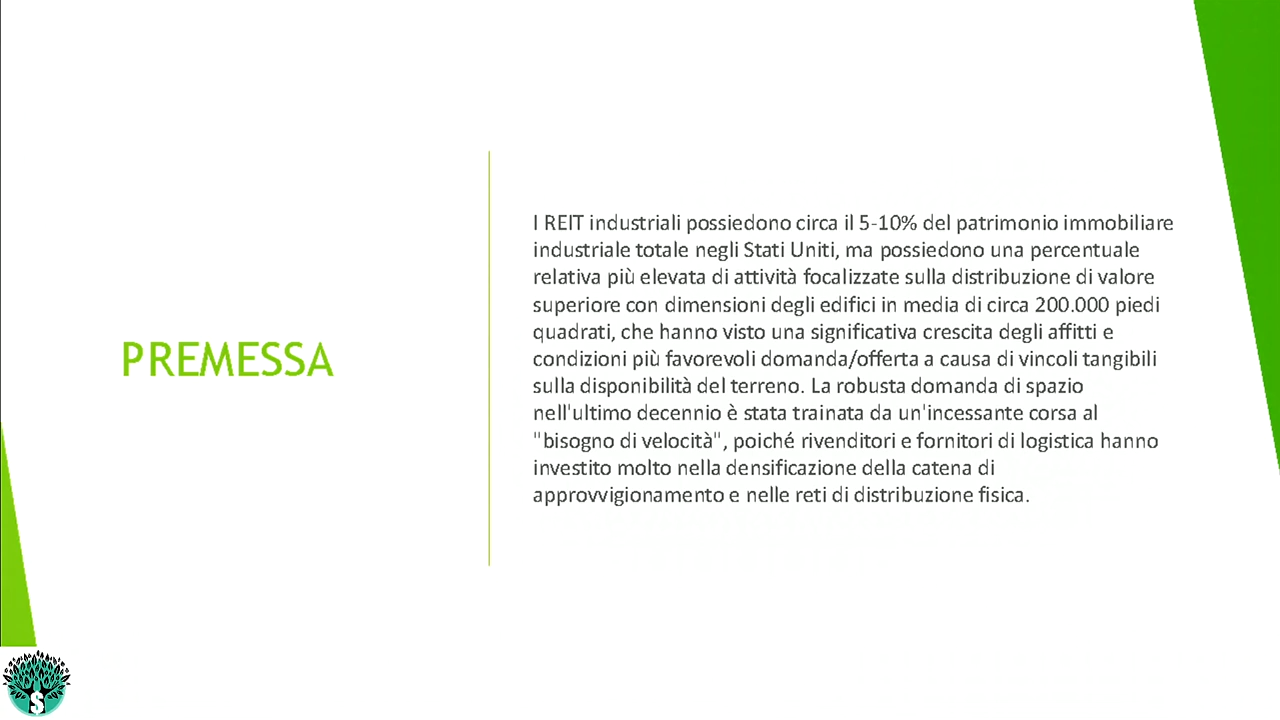 PREMESSA
I REIT industriali possiedono circa il 5-10% del patrimonio immobiliare
industriale totale negli Stati Uniti, ma possiedono una percentuale
relativa più elevata di attività focalizzate sulla distribuzione di valore
superiore con dimensioni degli edifici in media di circa 200.000 piedi
quadrati, che hanno visto una significativa crescita degli affitti e
condizioni più favorevoli domanda/offerta a causa di vincoli tangibili
sulla disponibilità del terreno. La robusta domanda di spazio
nell'ultimo decennio è stata trainata da un'incessante corsa al
"bisogno di velocità", poiché rivenditori e fornitori di logistica hanno
investito molto nella densificazione della catena di
approvvigionamento e nelle reti di distribuzione fisica.
$